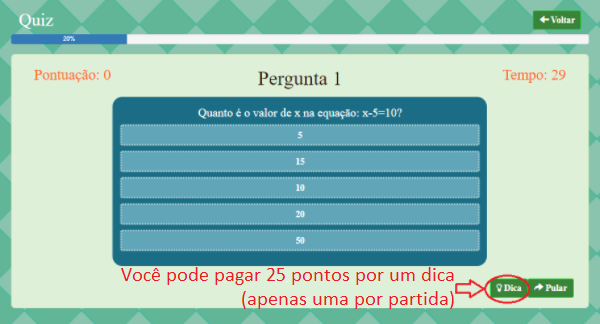 Quiz
Voltar
20%
Pontuação: 0
Pergunta 1
Tempo: 29
Quanto é o valor de x na equação: x-5=10?
5
15
10
20
50
Você pode pagar 25 pontos por um dica
(apenas uma por partida)
Dica
Pular